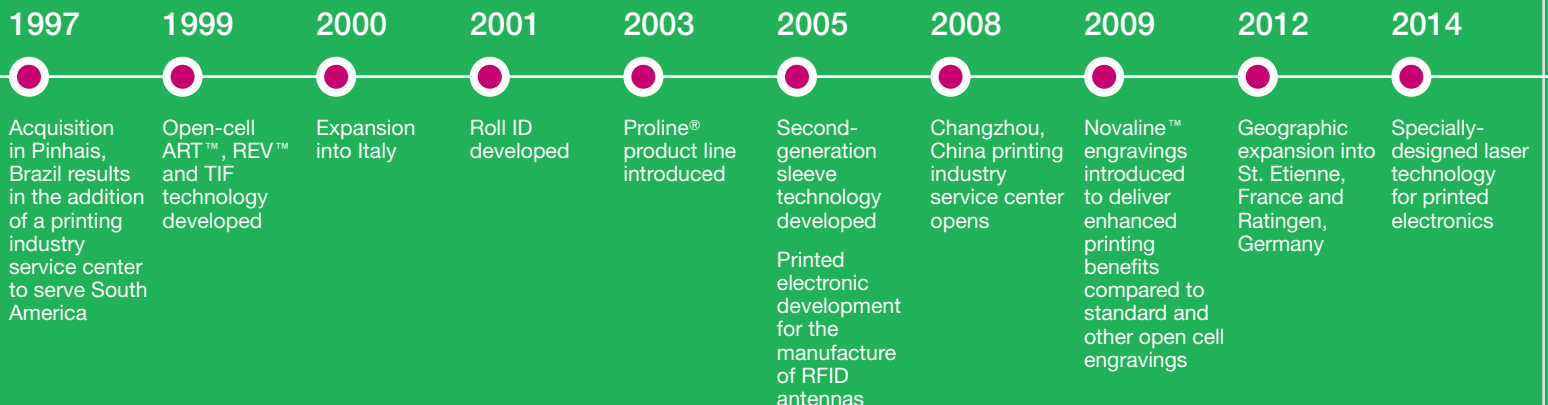 1997
Acquisition
in Pinhais,
Brazil results
in the addition
of a printing
industry
service center
to serve South
America
1999
Open-cell
ART™, REV™
and TIF
technology
developed
2000
Expansion
into Italy
2001
Roll ID
developed
2003
Proline®
product line
introduced
2005
Second-
generation
sleeve
technology
developed
Printed
electronic
development
for the
manufacture
of RFID
antennas
2008
Changzhou,
China printing
industry
service center
opens
2009
Novaline™
engravings
introduced
to deliver
enhanced
printing
benefits
compared to
standard and
other open cell
engravings
2012
Geographic
expansion into
St. Etienne,
France and
Ratingen,
Germany
2014
Specially-
designed laser
technology
for printed
electronics